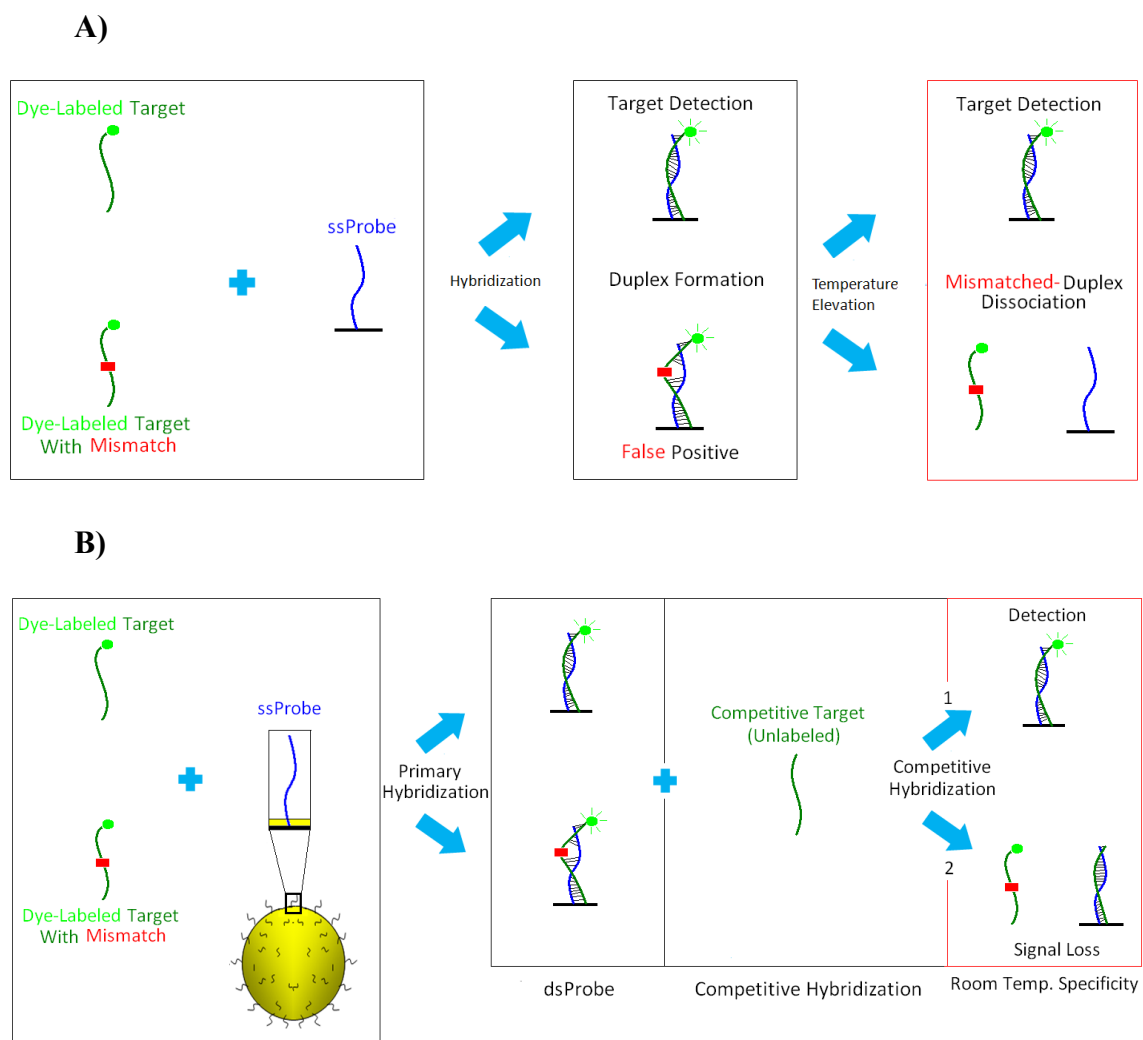 A)
Dye-Labeled Target
ssProbe
Dye-Labeled Target
With Mismatch
Hybridization
Target Detection
Duplex Formation
False Positive
Temperature
Elevation
Target Detection
Mismatched-Duplex
Dissociation
B)
Dye-Labeled Target
ssProbe
Dye-Labeled Target
With Mismatch
Primary
Hybridization
dsProbe
Competitive Target
(Unlabeled)
Competitive Hybridization
1
Competitive
Hybridization
2
Detection
Signal Loss
Room Temp. Specificity